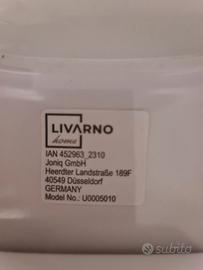 LIVARNO
home
IAN 452963_2310
Joniq GmbH
Heerdter Landstraße 189F
40549 Düsseldorf
GERMANY
Model No.: U0005010
subito